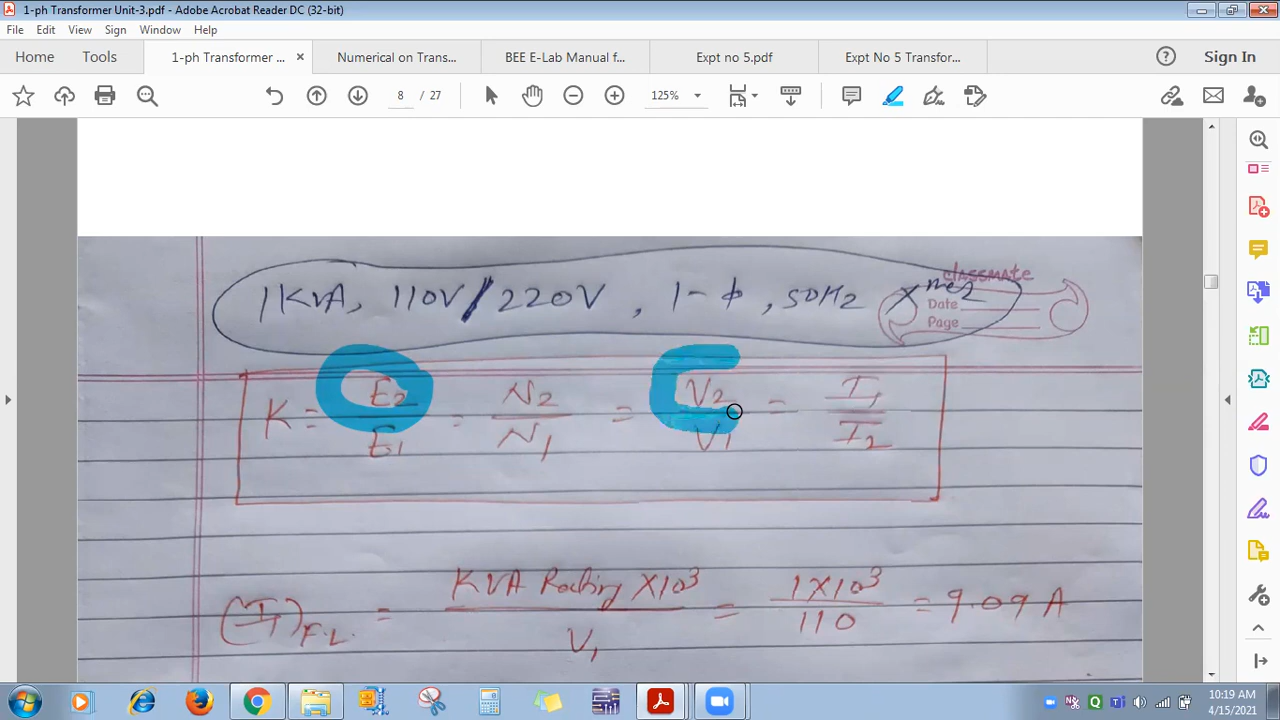 1-ph Transformer Unit-3.pdf - Adobe Acrobat Reader DC (32-bit)
File Edit View Sign Window Help
Home Tools 1-ph Transformer ... × Numerical on Trans... BEE E-Lab Manual f... Expt no 5.pdf Expt No 5 Transfor... Sign In
8 / 27 125%
1 KVA, 110V/220V, 1-ϕ, 50Hz
classmate
Date
Page
K = E2/E1 = N2/N1 = V2/V1 = I1/I2
(I1)F.L. = KVA Rating X10³ / V1 = 1X10³ / 110 = 9.09 A
10:19 AM
4/15/2021